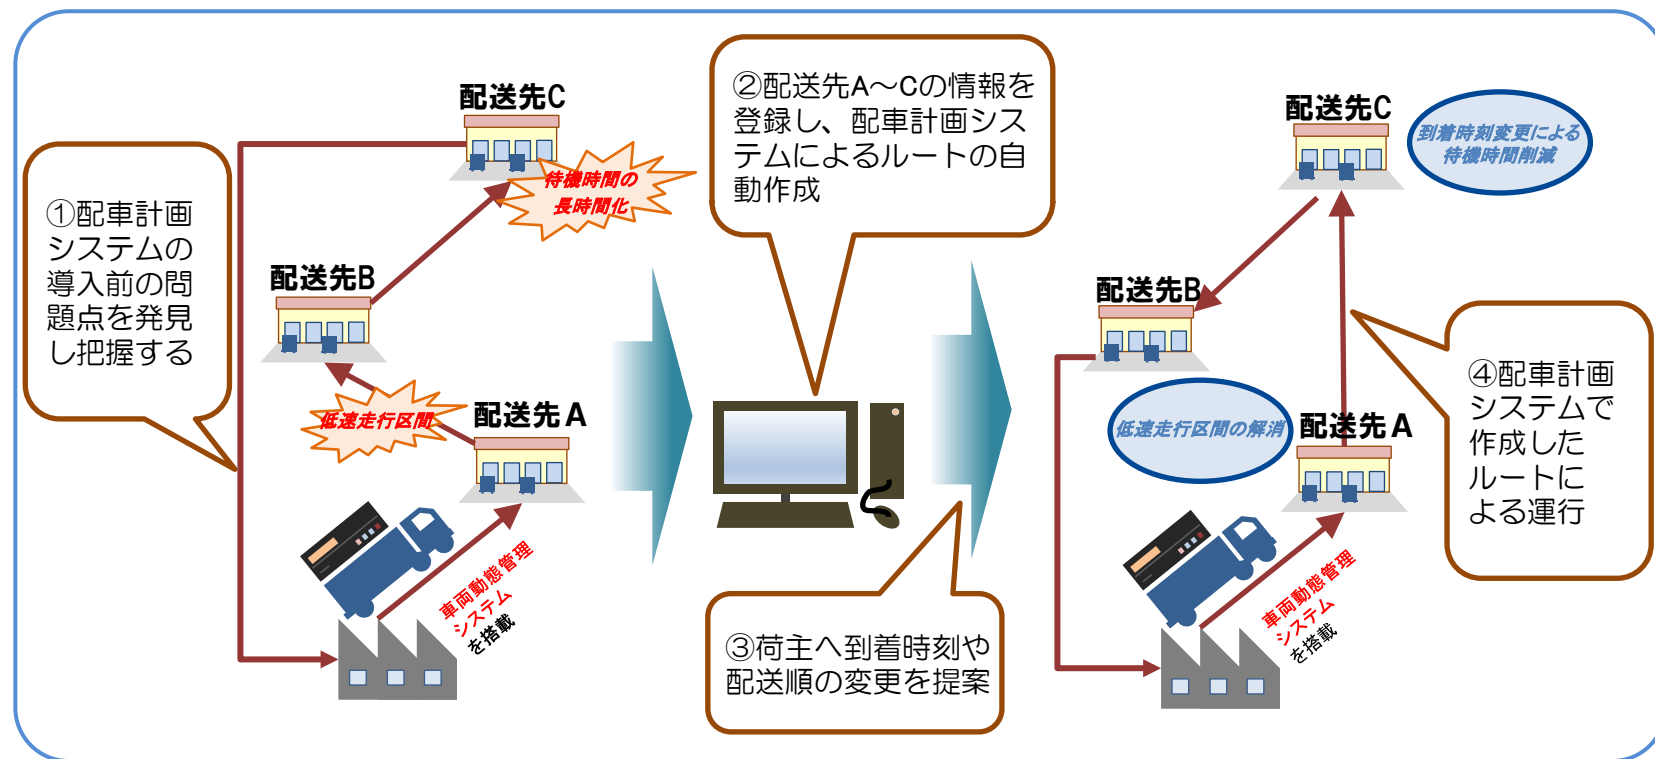 ①配車計画
システムの
導入前の問
題点を発見
し把握する
配送先C
待機時間の
長時間化
配送先B
低速走行区間
配送先A
車両動態管理
システム
を搭載
②配送先A～Cの情報を
登録し、配車計画シス
テムによるルートの自
動作成
③荷主へ到着時刻や
配送順の変更を提案
配送先C
到着時刻変更による
待機時間削減
配送先B
低速走行区間の解消
配送先A
車両動態管理
システム
を搭載
④配車計画
システムで
作成した
ルートに
よる運行